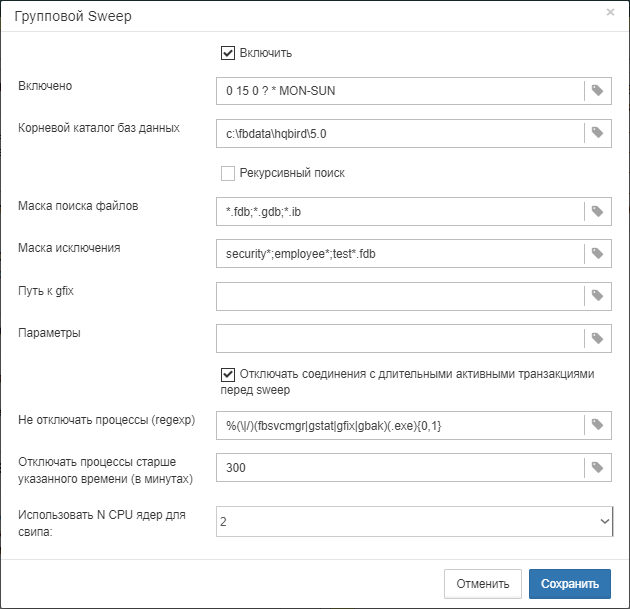 Групповой Sweep
×
Включить
Включено
0 15 0 ? * MON-SUN
Корневой каталог баз данных
c:\fbdata\hqbird\5.0
Рекурсивный поиск
Маска поиска файлов
*.fdb;*.gdb;*.ib
Маска исключения
security*;employee*;test*.fdb
Путь к gfix
Параметры
Отключать соединения с длительными активными транзакциями
перед sweep
Не отключать процессы (regexp)
%(\|/)(fbsvcmgr|gstat|gfix|gbak)(.exe){0,1}
Отключать процессы старше
указанного времени (в минутах)
300
Использовать N CPU ядер для
свипа:
2
Отменить
Сохранить